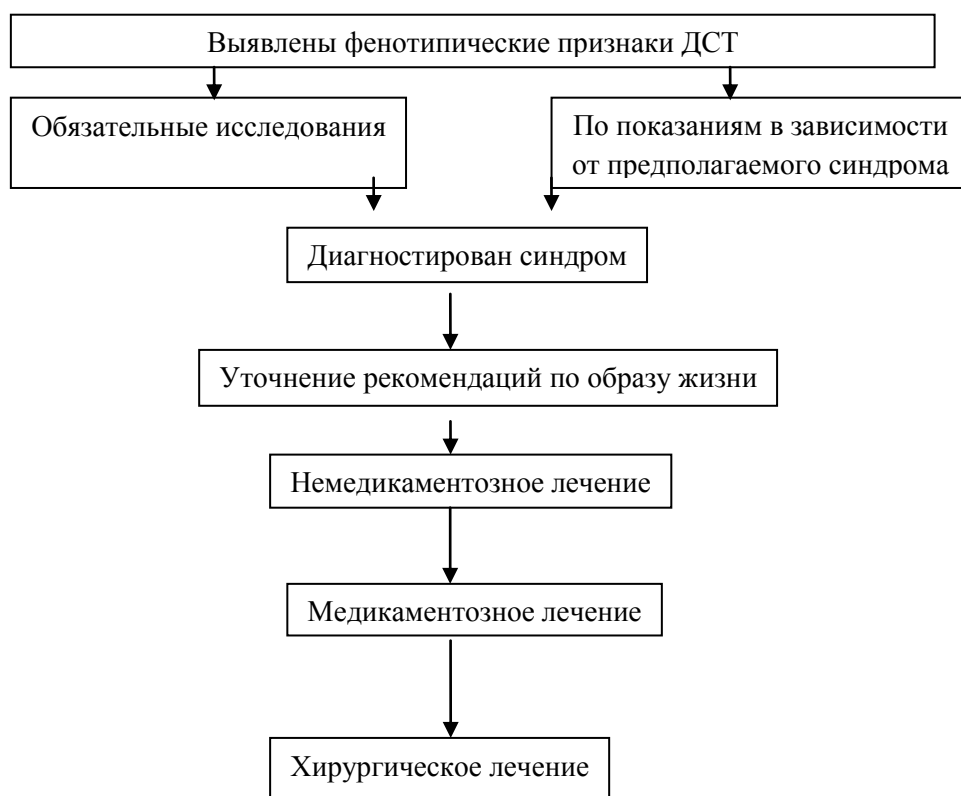 Выявлены фенотипические признаки ДСТ
Обязательные исследования
По показаниям в зависимости
от предполагаемого синдрома
Диагностирован синдром
Уточнение рекомендаций по образу жизни
Немедикаментозное лечение
Медикаментозное лечение
Хирургическое лечение